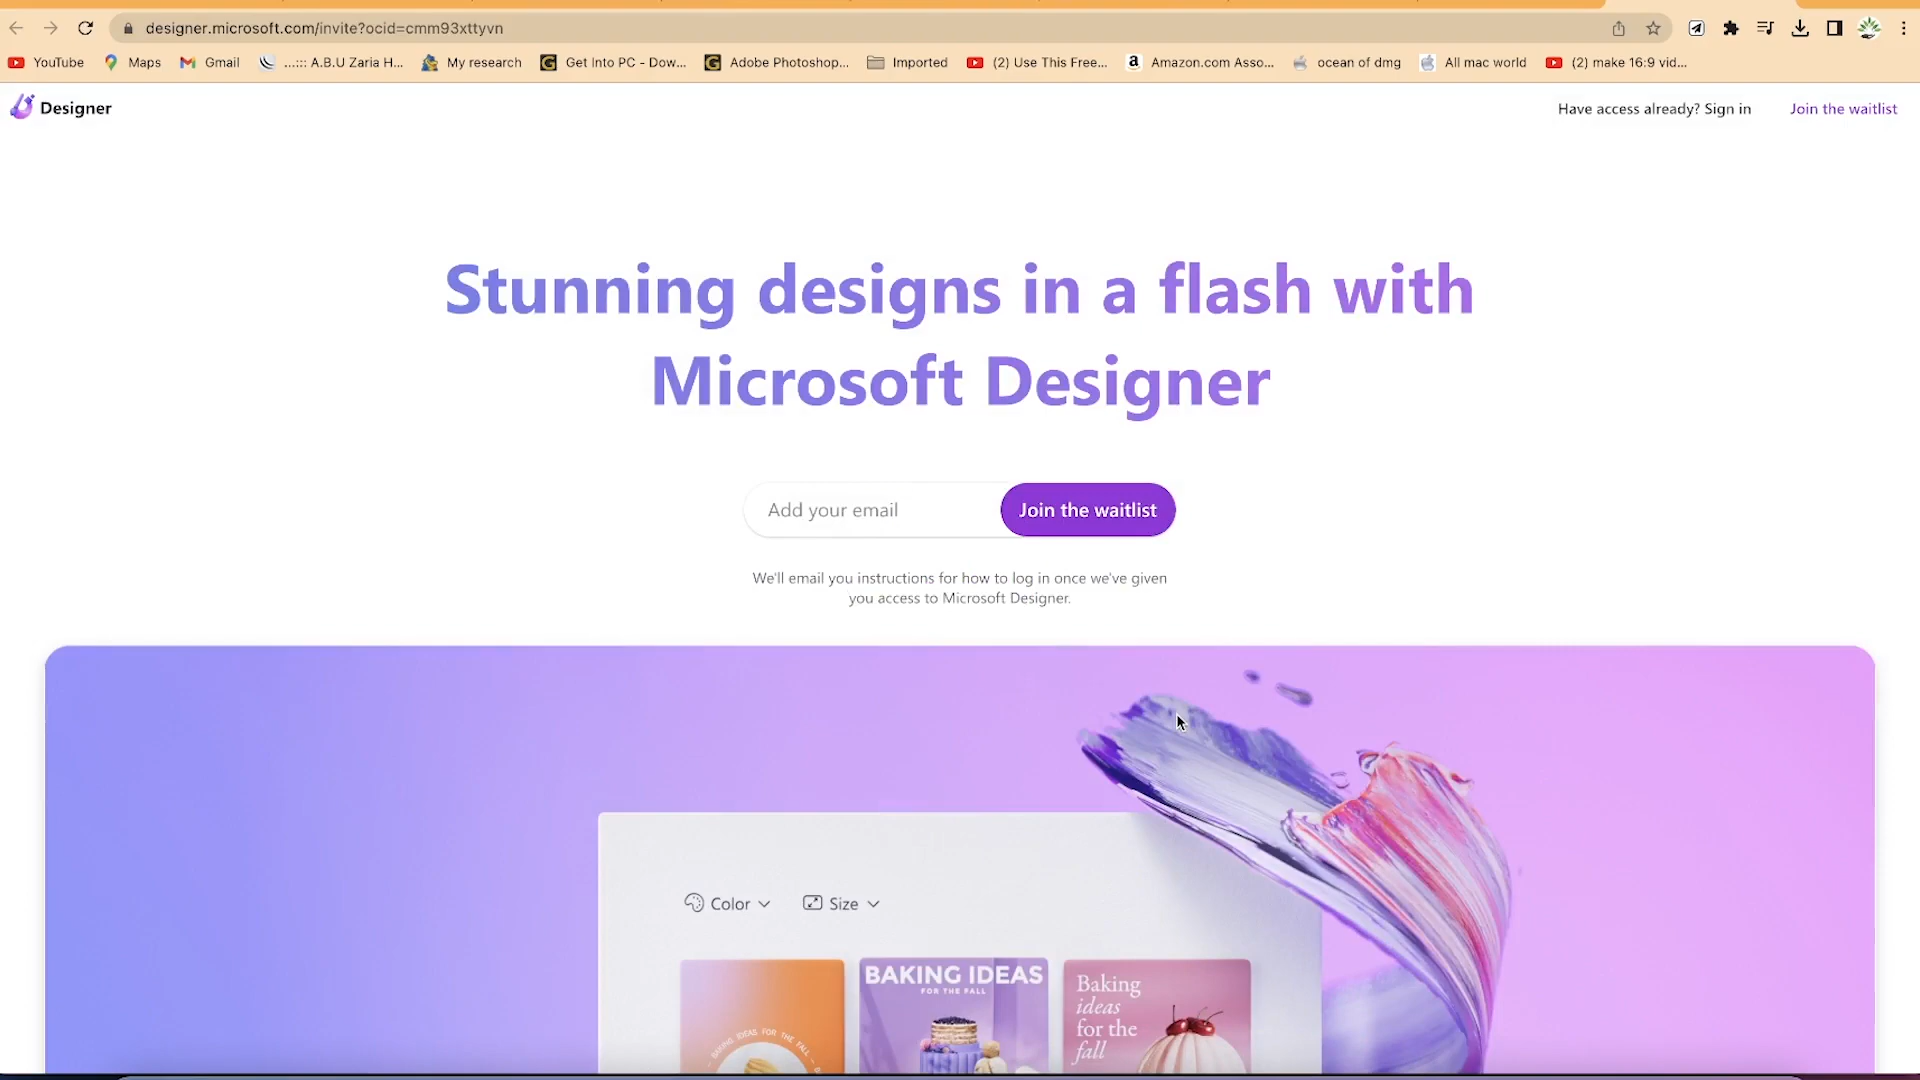 designer.microsoft.com/invite?ocid=cmm93xttyvn
YouTube Maps Gmail ...::: A.B.U Zaria H... My research Get Into PC - Dow... Adobe Photoshop... Imported (2) Use This Free... Amazon.com Asso... ocean of dmg All mac world (2) make 16:9 vid...
Designer Have access already? Sign in Join the waitlist
Stunning designs in a flash with
Microsoft Designer
Add your email Join the waitlist
We'll email you instructions for how to log in once we've given
you access to Microsoft Designer.
Color Size
BAKING IDEAS FOR THE FALL
BAKING IDEAS
FOR THE FALL
Baking
ideas
for the
fall